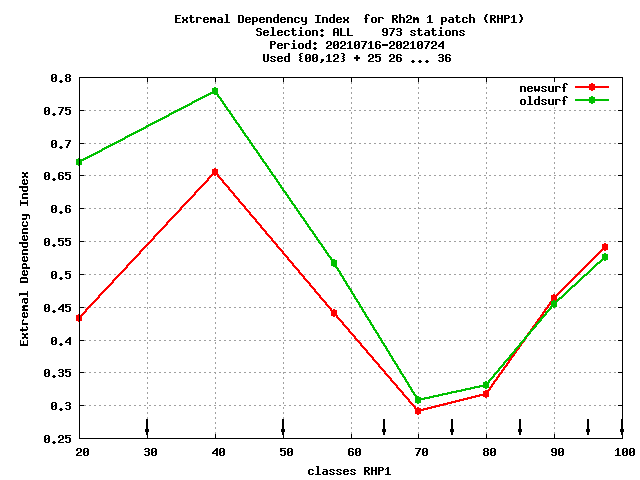 Extremal Dependency Index  for Rh2m 1 patch (RHP1)
Selection: ALL    973 stations
Period: 20210716-20210724
Used {00,12} + 25 26 ... 36
newsurf
oldsurf
Extremal Dependency Index
0.8
0.75
0.7
0.65
0.6
0.55
0.5
0.45
0.4
0.35
0.3
0.25
20 30 40 50 60 70 80 90 100
classes RHP1